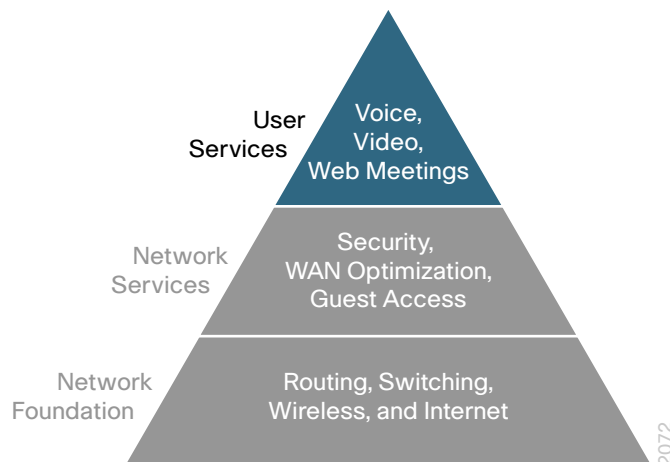 User
Services
Voice,
Video,
Web Meetings
Network
Services
Security,
WAN Optimization,
Guest Access
Network
Foundation
Routing, Switching,
Wireless, and Internet
2072